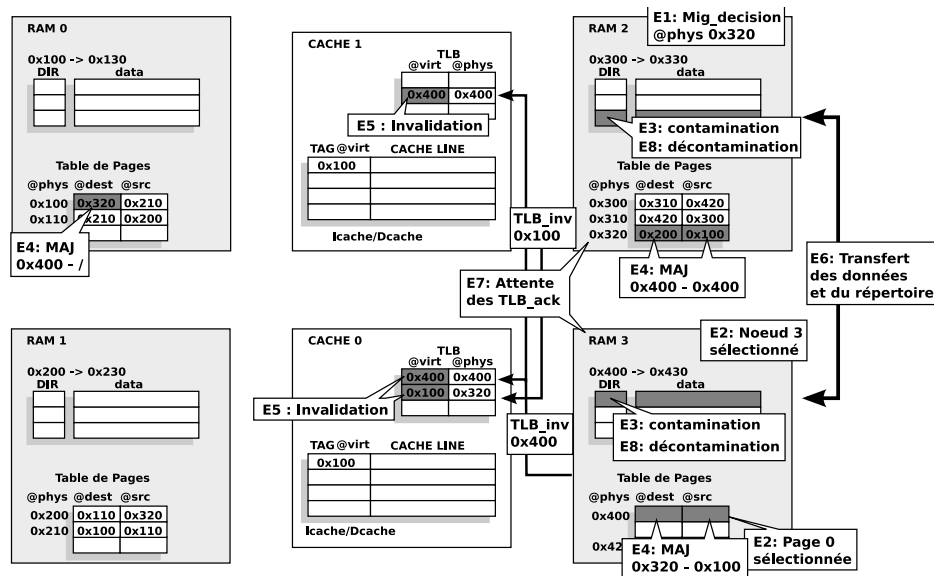 RAM 0
0x100 -> 0x130
DIR data
Table de Pages
@phys @dest @src
0x100 0x320 0x210
0x110 0x210 0x200
E4: MAJ
0x400 - /
CACHE 1
TLB
@virt @phys
0x400 0x400
E5 : Invalidation
TAG @virt CACHE LINE
0x100
Icache/Dcache
TLB_inv
0x100
E1: Mig_decision
@phys 0x320
RAM 2
0x300 -> 0x330
DIR data
E3: contamination
E8: décontamination
Table de Pages
@phys @dest @src
0x300 0x310 0x420
0x310 0x420 0x300
0x320 0x200 0x100
E4: MAJ
0x400 - 0x400
E7: Attente
des TLB_ack
E6: Transfert
des données
et du répertoire
RAM 1
0x200 -> 0x230
DIR data
Table de Pages
@phys @dest @src
0x200 0x110 0x320
0x210 0x100 0x110
CACHE 0
TLB
@virt @phys
0x400 0x400
0x100 0x320
E5 : Invalidation
TAG @virt CACHE LINE
0x100
Icache/Dcache
TLB_inv
0x400
E2: Noeud 3
sélectionné
RAM 3
0x400 -> 0x430
DIR data
E3: contamination
E8: décontamination
Table de Pages
@phys @dest @src
0x400
E4: MAJ
0x320 - 0x100
E2: Page 0
sélectionnée